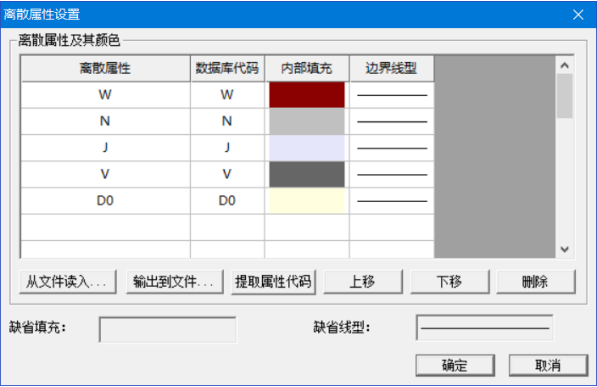 离散属性设置
离散属性及其颜色
离散属性 数据库代码 内部填充 边界线型
W W
N N
J J
V V
D0 D0
从文件读入... 输出到文件... 提取属性代码 上移 下移 删除
缺省填充： 缺省线型：
确定 取消